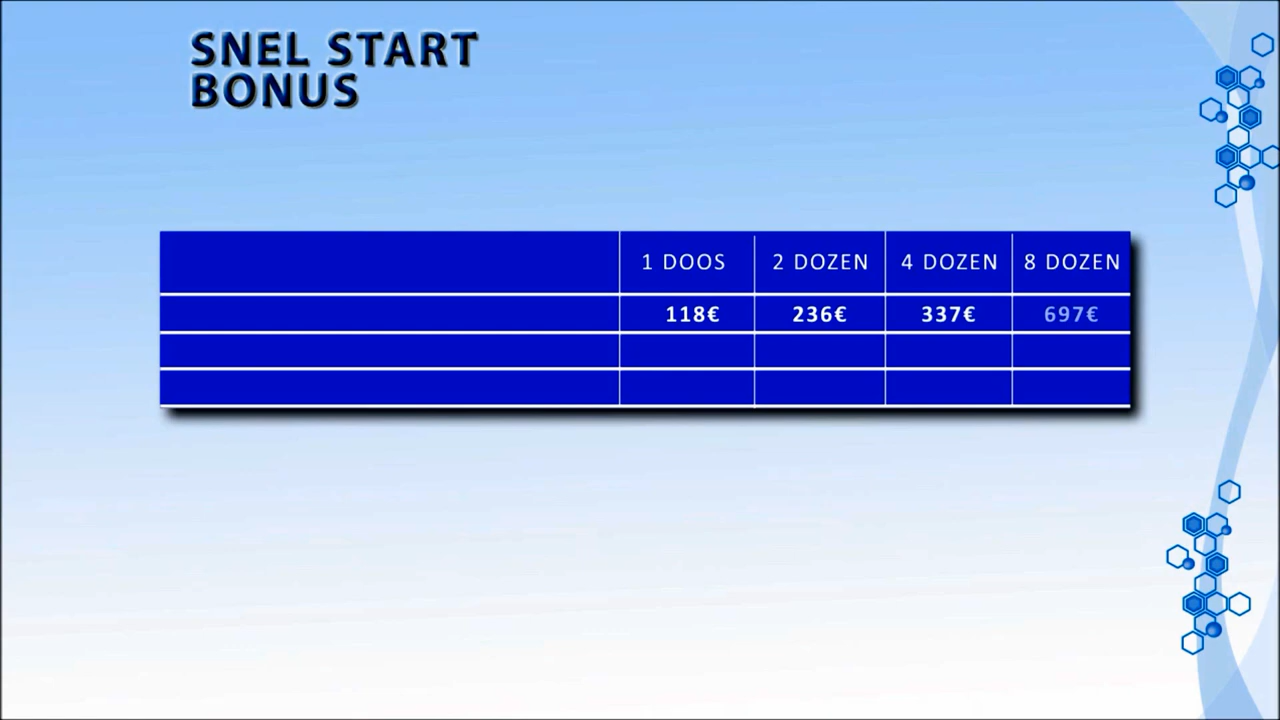 SNEL START
BONUS
1 DOOS 2 DOZEN 4 DOZEN 8 DOZEN
118€ 236€ 337€ 697€